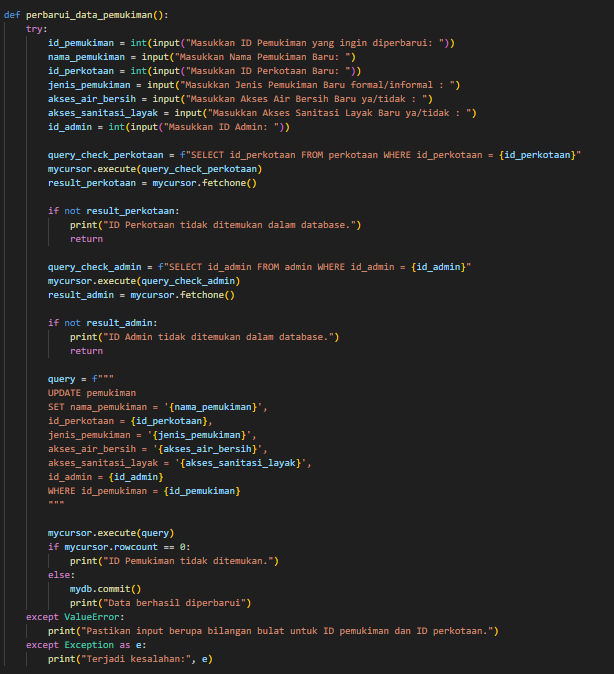 def perbarui_data_pemukiman():
    try:
        id_pemukiman = int(input("Masukkan ID Pemukiman yang ingin diperbarui: "))
        nama_pemukiman = input("Masukkan Nama Pemukiman Baru: ")
        id_perkotaan = int(input("Masukkan ID Perkotaan Baru: "))
        jenis_pemukiman = input("Masukkan Jenis Pemukiman Baru formal/informal : ")
        akses_air_bersih = input("Masukkan Akses Air Bersih Baru ya/tidak : ")
        akses_sanitasi_layak = input("Masukkan Akses Sanitasi Layak Baru ya/tidak : ")
        id_admin = int(input("Masukkan ID Admin: "))

        query_check_perkotaan = f"SELECT id_perkotaan FROM perkotaan WHERE id_perkotaan = {id_perkotaan}"
        mycursor.execute(query_check_perkotaan)
        result_perkotaan = mycursor.fetchone()

        if not result_perkotaan:
            print("ID Perkotaan tidak ditemukan dalam database.")
            return

        query_check_admin = f"SELECT id_admin FROM admin WHERE id_admin = {id_admin}"
        mycursor.execute(query_check_admin)
        result_admin = mycursor.fetchone()

        if not result_admin:
            print("ID Admin tidak ditemukan dalam database.")
            return

        query = f"""
        UPDATE pemukiman
        SET nama_pemukiman = '{nama_pemukiman}',
        id_perkotaan = {id_perkotaan},
        jenis_pemukiman = '{jenis_pemukiman}',
        akses_air_bersih = '{akses_air_bersih}',
        akses_sanitasi_layak = '{akses_sanitasi_layak}',
        id_admin = {id_admin}
        WHERE id_pemukiman = {id_pemukiman}
        """

        mycursor.execute(query)
        if mycursor.rowcount == 0:
            print("ID Pemukiman tidak ditemukan.")
        else:
            mydb.commit()
            print("Data berhasil diperbarui")
    except ValueError:
        print("Pastikan input berupa bilangan bulat untuk ID pemukiman dan ID perkotaan.")
    except Exception as e:
        print("Terjadi kesalahan:", e)